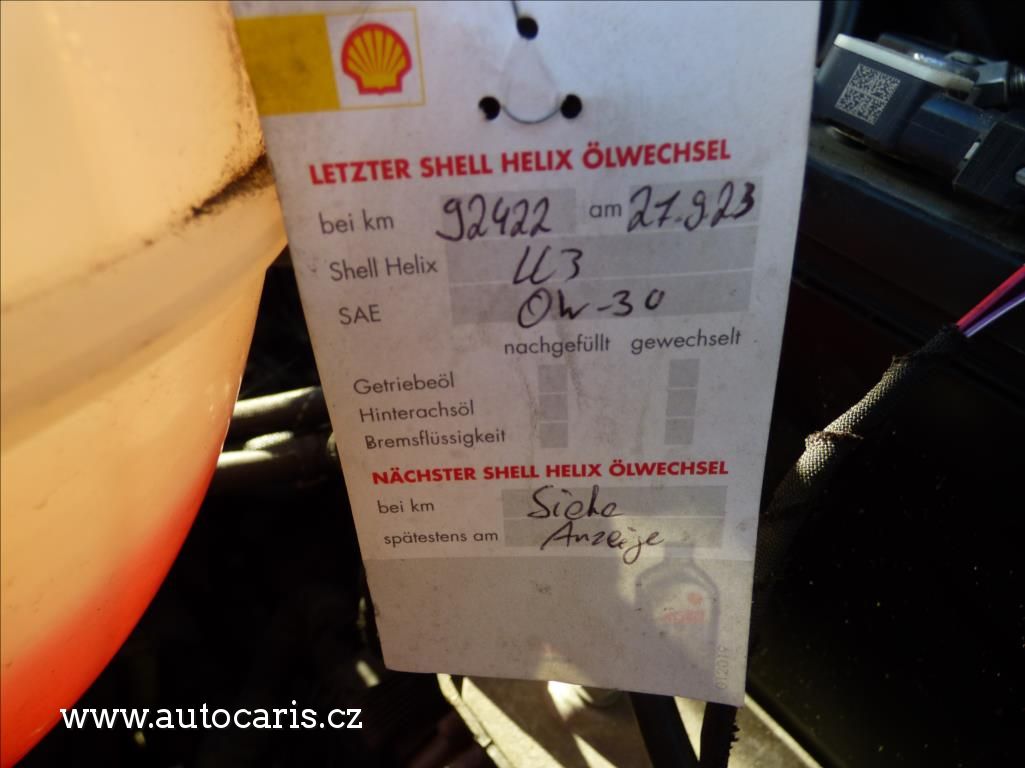 LETZTER SHELL HELIX ÖLWECHSEL
bei km 92422 am 27.9.23
Shell Helix U3
SAE 0W-30
nachgefüllt gewechselt
Getriebeöl
Hinterachsöl
Bremsflüssigkeit
NÄCHSTER SHELL HELIX ÖLWECHSEL
bei km Siehe
spätestens am Anzeige
012019
www.autocaris.cz